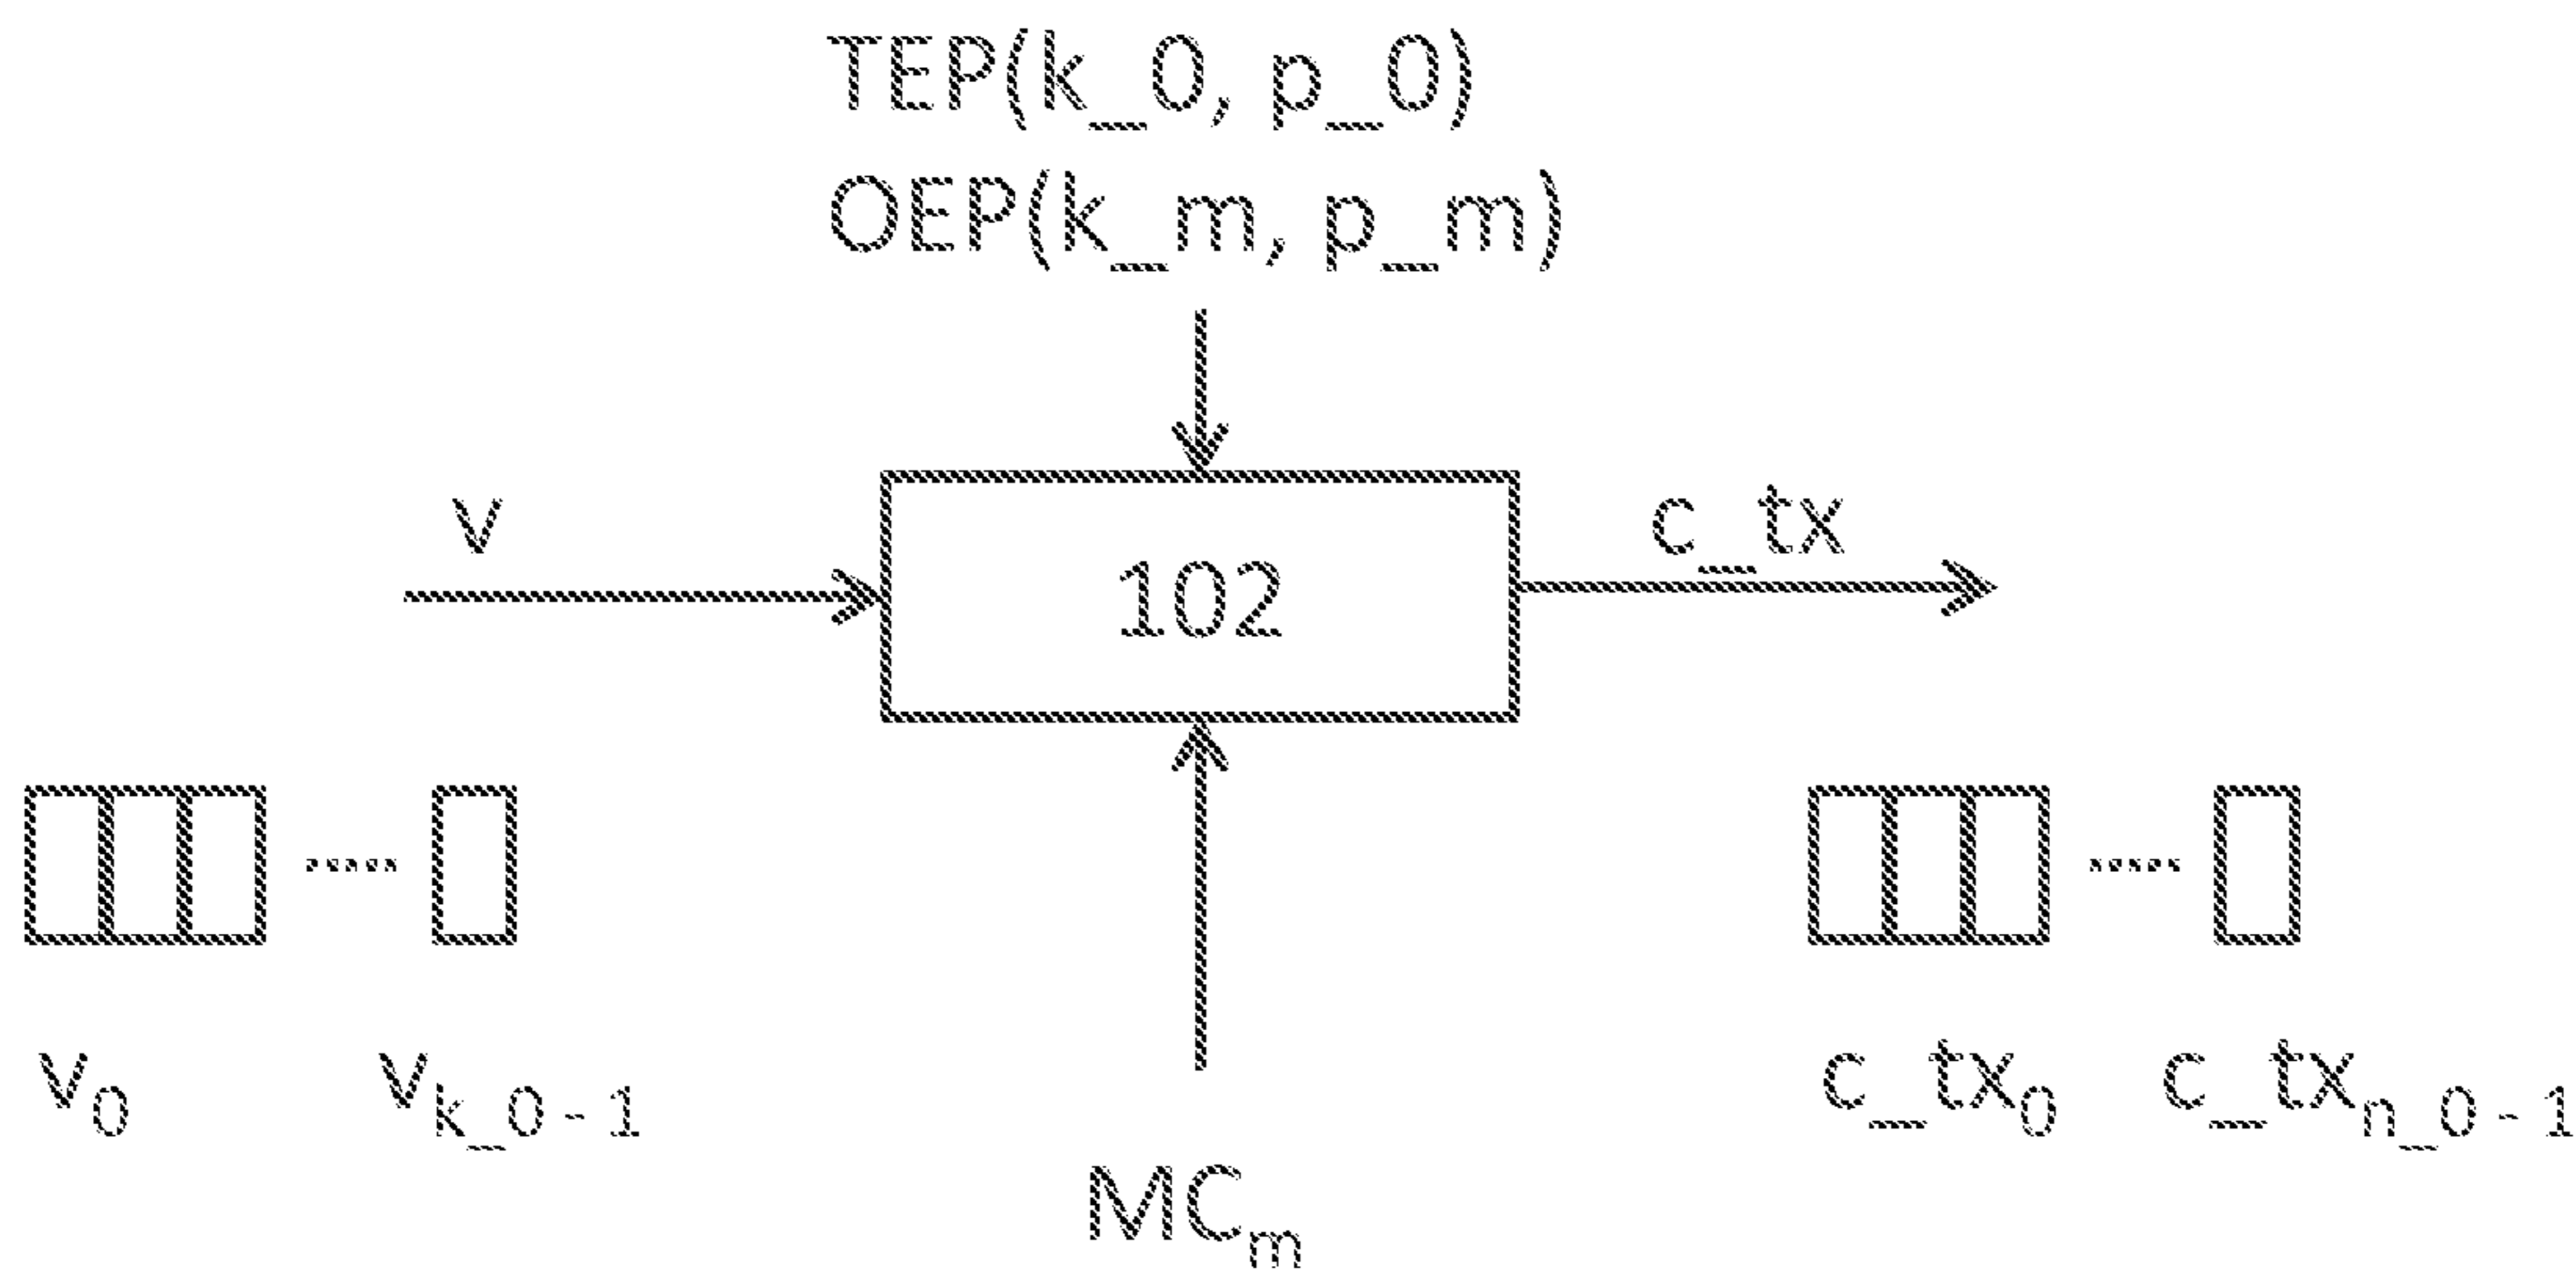 TEP(k_0, p_0)
OEP(k_m, p_m)
v
c_tx
102
v₀
vₖ_₀₋₁
c_tx₀
c_txₙ_₀₋₁
MCₘ